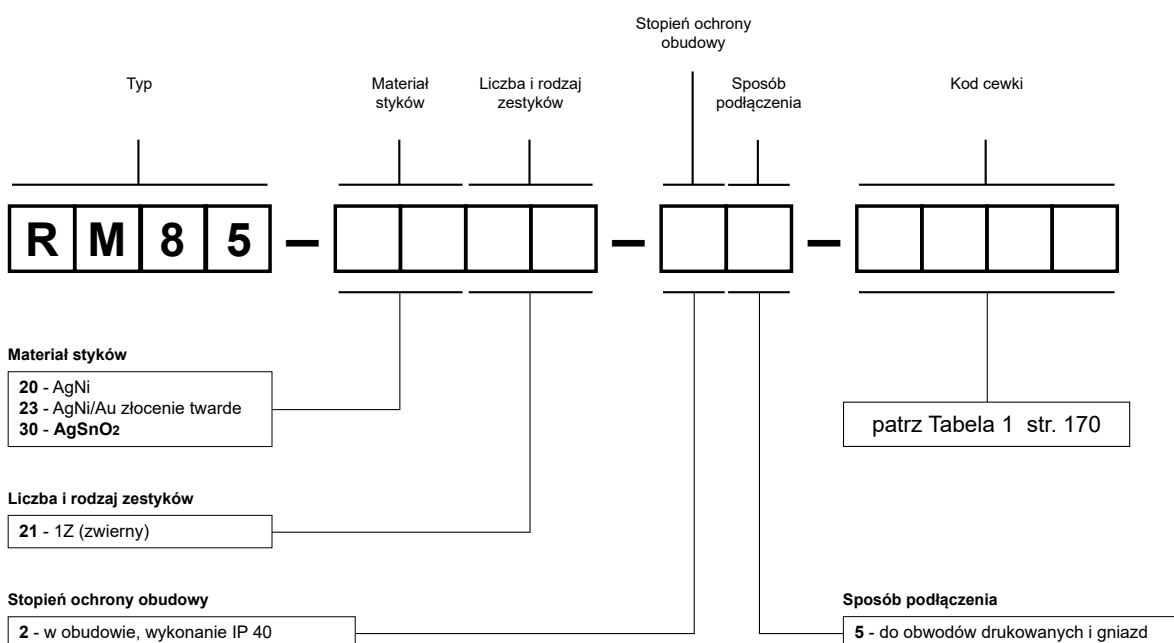 Stopień ochrony
obudowy
Typ
Materiał
styków
Liczba i rodzaj
zestyków
Sposób
podłączenia
Kod cewki
R M 8 5 – – –
Materiał styków
20 - AgNi
23 - AgNi/Au złocenie twarde
30 - AgSnO2
patrz Tabela 1 str. 170
Liczba i rodzaj zestyków
21 - 1Z (zwierny)
Stopień ochrony obudowy
2 - w obudowie, wykonanie IP 40
Sposób podłączenia
5 - do obwodów drukowanych i gniazd